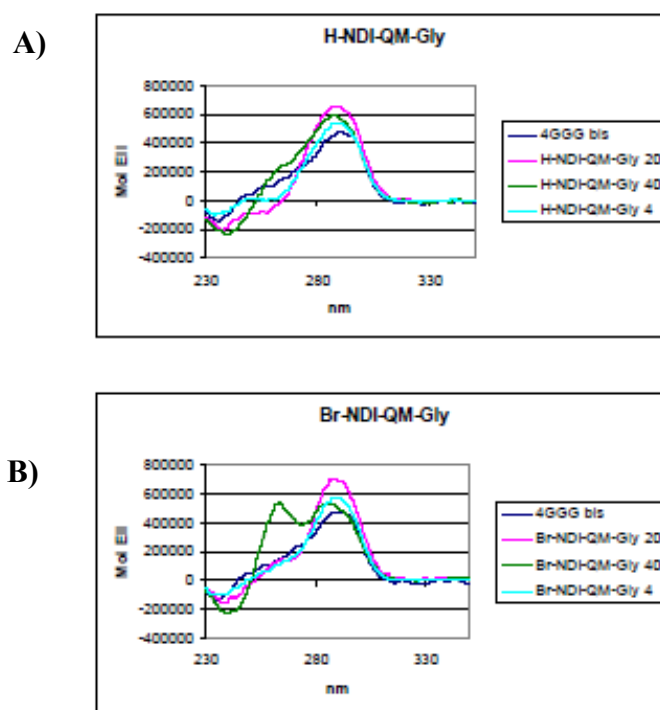 A)
H-NDI-QM-Gly
800000
600000
400000
200000
0
-200000
-400000
Mol Ell
230
280
330
nm
4GGG bis
H-NDI-QM-Gly 20
H-NDI-QM-Gly 40
H-NDI-QM-Gly 4
B)
Br-NDI-QM-Gly
800000
600000
400000
200000
0
-200000
-400000
Mol Ell
230
280
330
nm
4GGG bis
Br-NDI-QM-Gly 20
Br-NDI-QM-Gly 40
Br-NDI-QM-Gly 4